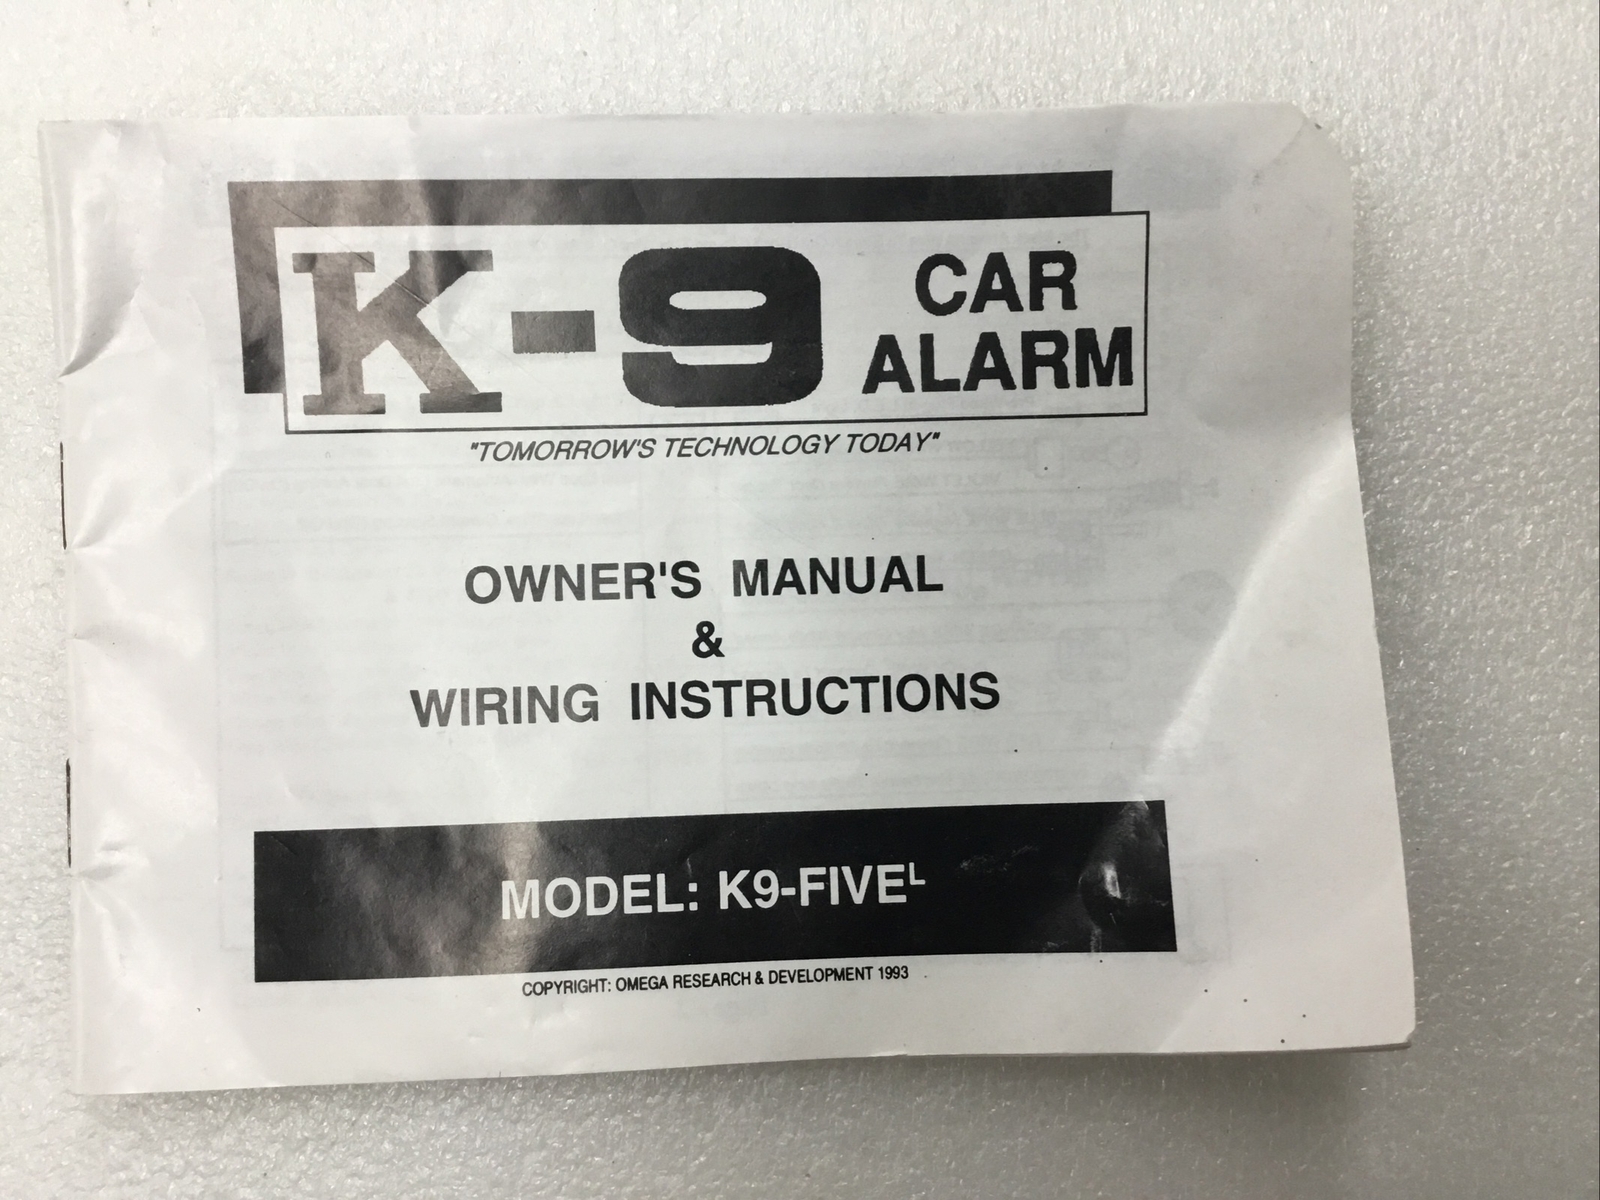 K-9 CAR ALARM
"TOMORROW'S TECHNOLOGY TODAY"
OWNER'S MANUAL
&
WIRING INSTRUCTIONS
MODEL: K9-FIVEᴸ
COPYRIGHT: OMEGA RESEARCH & DEVELOPMENT 1993